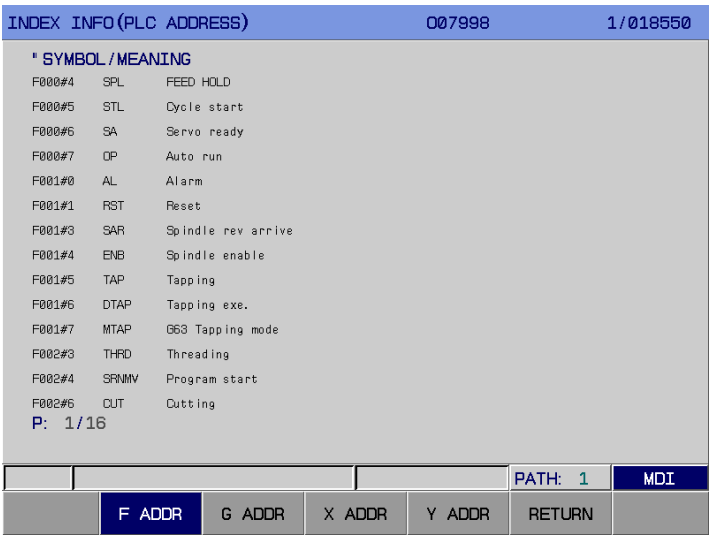 INDEX INFO(PLC ADDRESS) O07998 1/018550
" SYMBOL/MEANING
F000#4 SPL FEED HOLD
F000#5 STL Cycle start
F000#6 SA Servo ready
F000#7 OP Auto run
F001#0 AL Alarm
F001#1 RST Reset
F001#3 SAR Spindle rev arrive
F001#4 ENB Spindle enable
F001#5 TAP Tapping
F001#6 DTAP Tapping exe.
F001#7 MTAP G63 Tapping mode
F002#3 THRD Threading
F002#4 SRNMV Program start
F002#6 CUT Cutting
P: 1/16
PATH: 1 MDI
F ADDR G ADDR X ADDR Y ADDR RETURN